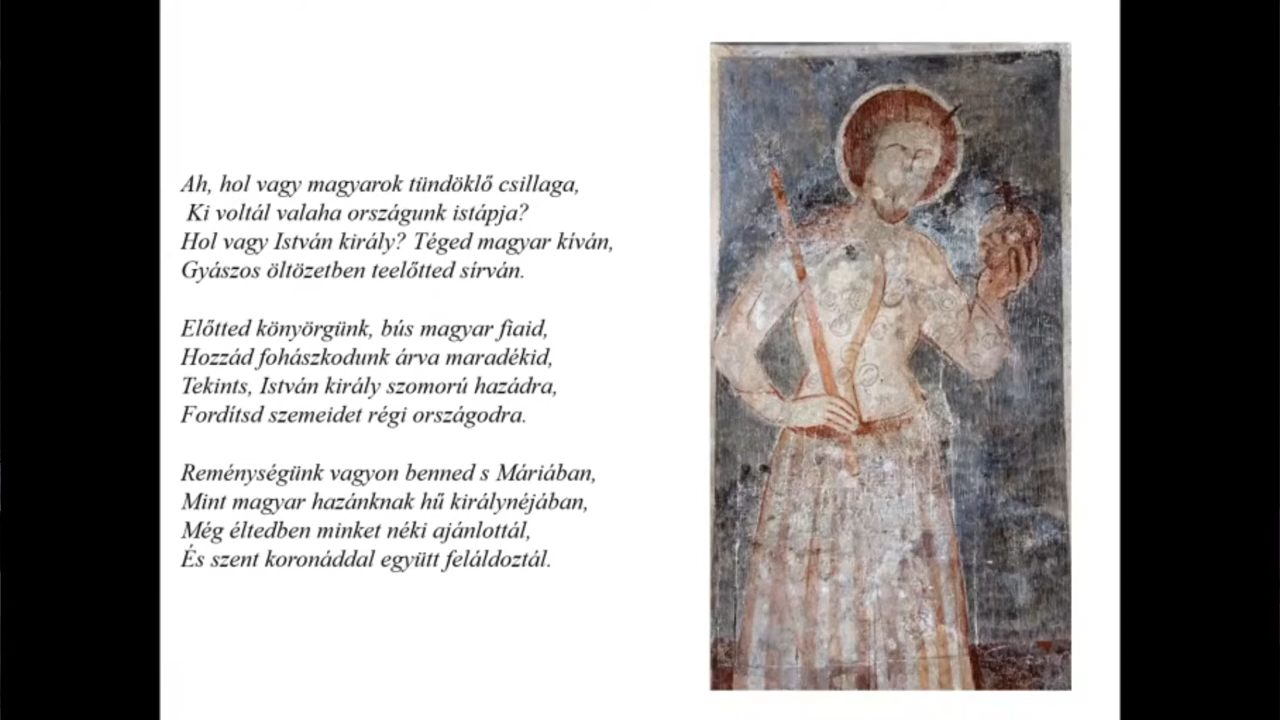 Ah, hol vagy magyarok tündöklő csillaga,
Ki voltál valaha országunk istápja?
Hol vagy István király? Téged magyar kíván,
Gyászos öltözetben teelőtted sírván.
Előtted könyörgünk, bús magyar fiaid,
Hozzád fohászkodunk árva maradékid,
Tekints, István király szomorú hazádra,
Fordítsd szemeidet régi országodra.
Reménységünk vagyon benned s Máriában,
Mint magyar hazánknak hű királynéjában,
Még éltedben minket néki ajánlottál,
És szent koronáddal együtt feláldoztál.